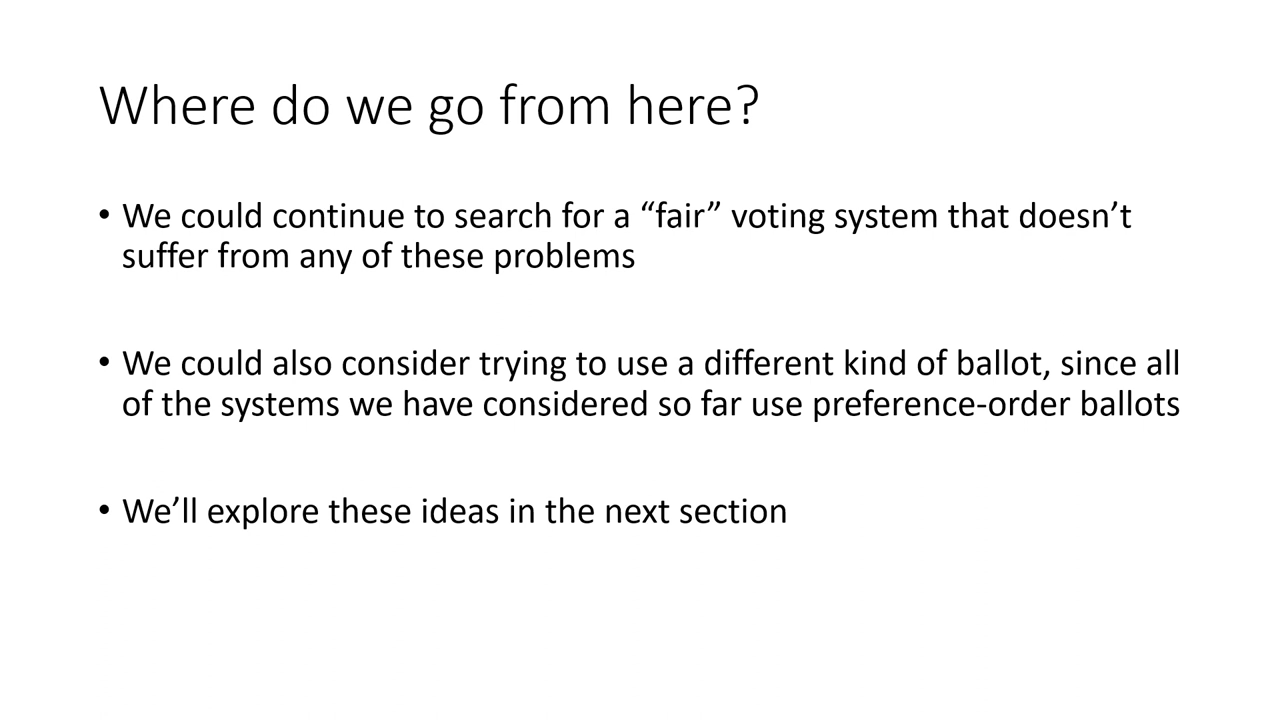 Where do we go from here?
• We could continue to search for a “fair” voting system that doesn’t
suffer from any of these problems
• We could also consider trying to use a different kind of ballot, since all
of the systems we have considered so far use preference-order ballots
• We’ll explore these ideas in the next section